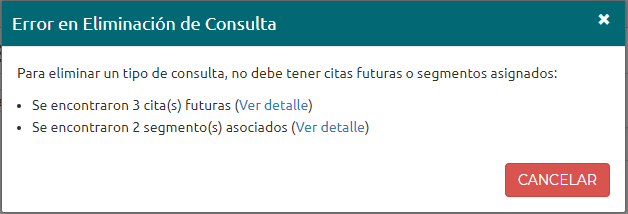 Error en Eliminación de Consulta
Para eliminar un tipo de consulta, no debe tener citas futuras o segmentos asignados:
• Se encontraron 3 cita(s) futuras (Ver detalle)
• Se encontraron 2 segmento(s) asociados (Ver detalle)
CANCELAR